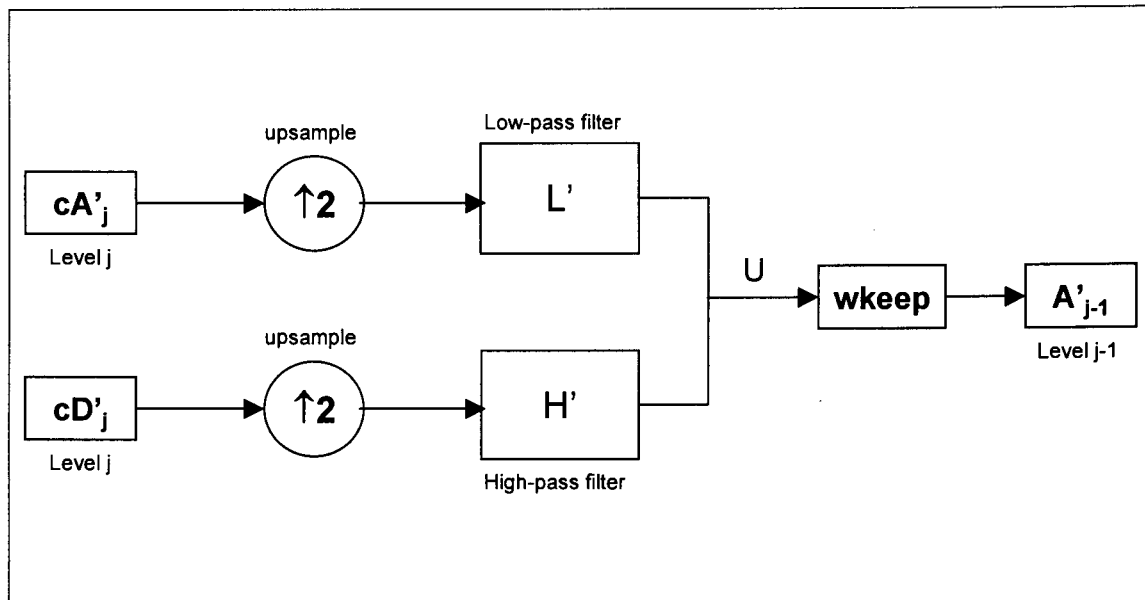 upsample
Low-pass filter
cA’j
↑2
L’
Level j
U
wkeep
A’j-1
Level j-1
upsample
cD’j
↑2
H’
Level j
High-pass filter